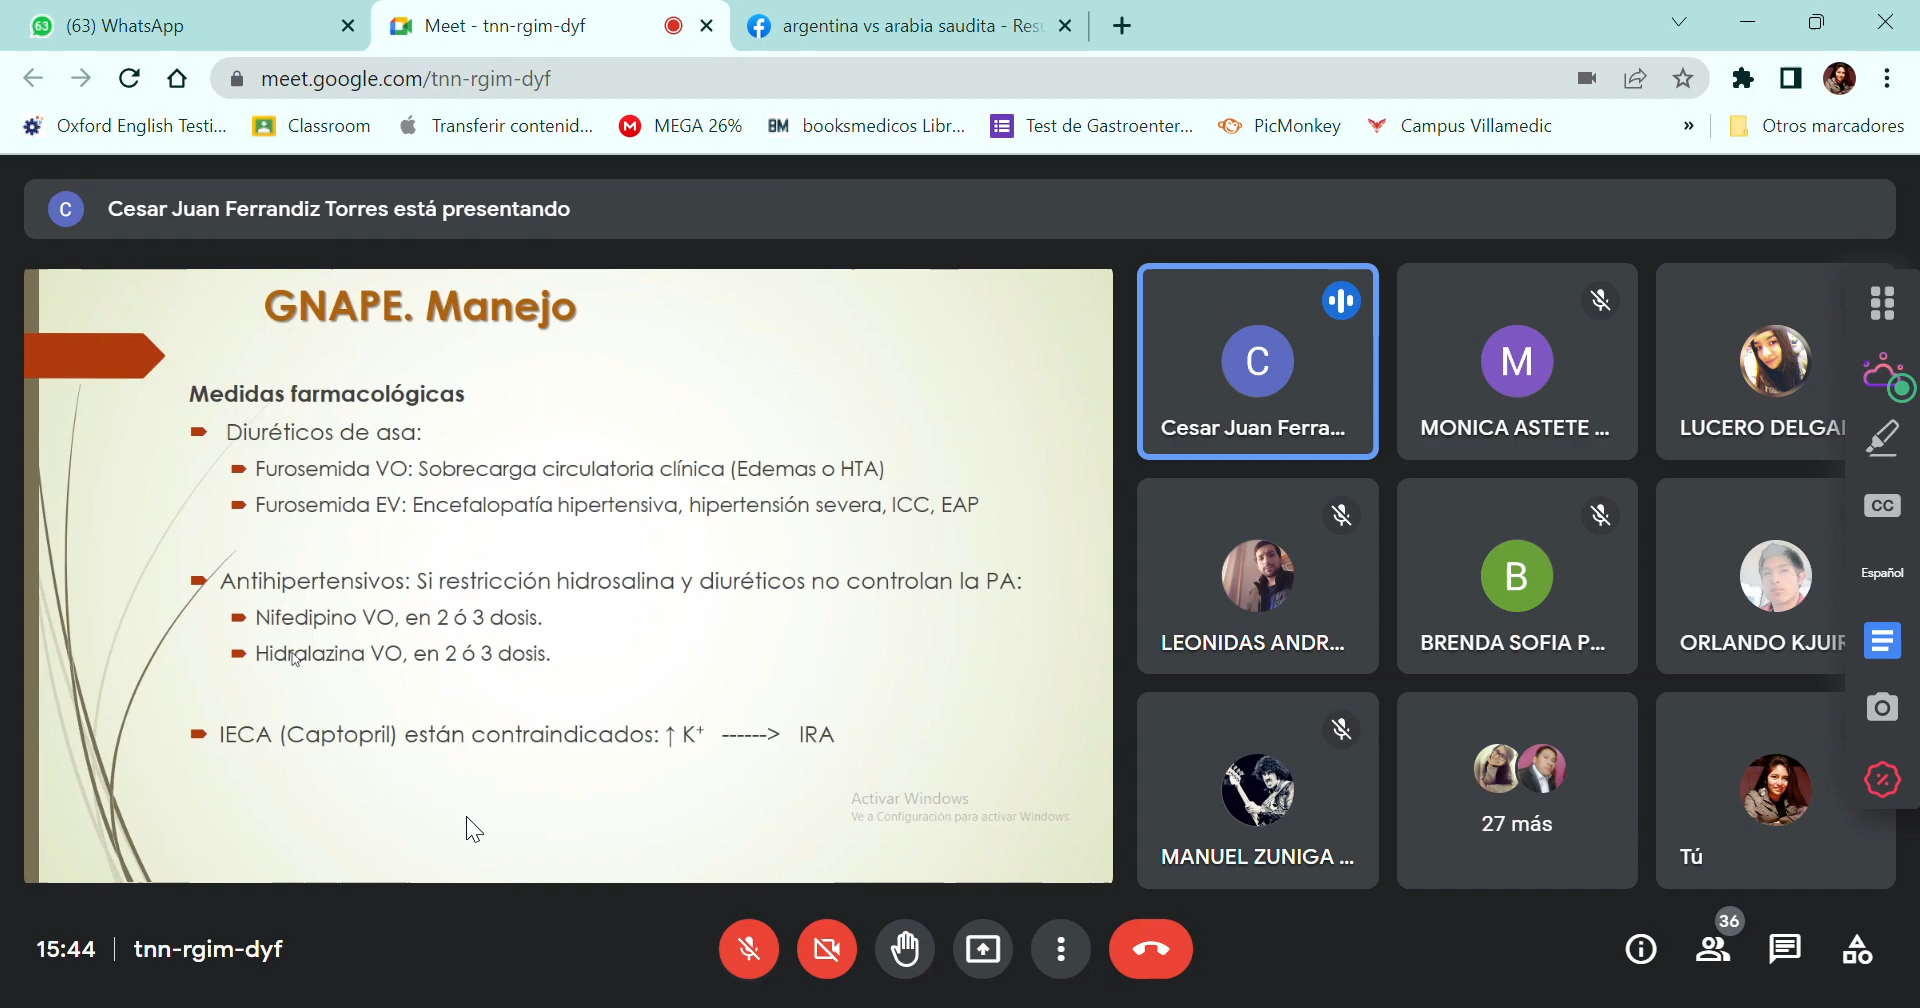 (63) WhatsApp
Meet - tnn-rgim-dyf
argentina vs arabia saudita - Resu
meet.google.com/tnn-rgim-dyf
Oxford English Testi...
Classroom
Transferir contenid...
MEGA 26%
BM booksmedicos Libr...
Test de Gastroenter...
PicMonkey
Campus Villamedic
»
Otros marcadores
C
Cesar Juan Ferrandiz Torres está presentando
GNAPE. Manejo
Medidas farmacológicas
Diuréticos de asa:
Furosemida VO: Sobrecarga circulatoria clínica (Edemas o HTA)
Furosemida EV: Encefalopatía hipertensiva, hipertensión severa, ICC, EAP
Antihipertensivos: Si restricción hidrosalina y diuréticos no controlan la PA:
Nifedipino VO, en 2 ó 3 dosis.
Hidralazina VO, en 2 ó 3 dosis.
IECA (Captopril) están contraindicados: ↑ K⁺ ------> IRA
Activar Windows
Ve a Configuración para activar Windows.
C
Cesar Juan Ferra...
M
MONICA ASTETE ...
LUCERO DELGA
LEONIDAS ANDR...
B
BRENDA SOFIA P...
ORLANDO KJUIR
MANUEL ZUNIGA ...
27 más
Tú
CC
Español
15:44
tnn-rgim-dyf
36